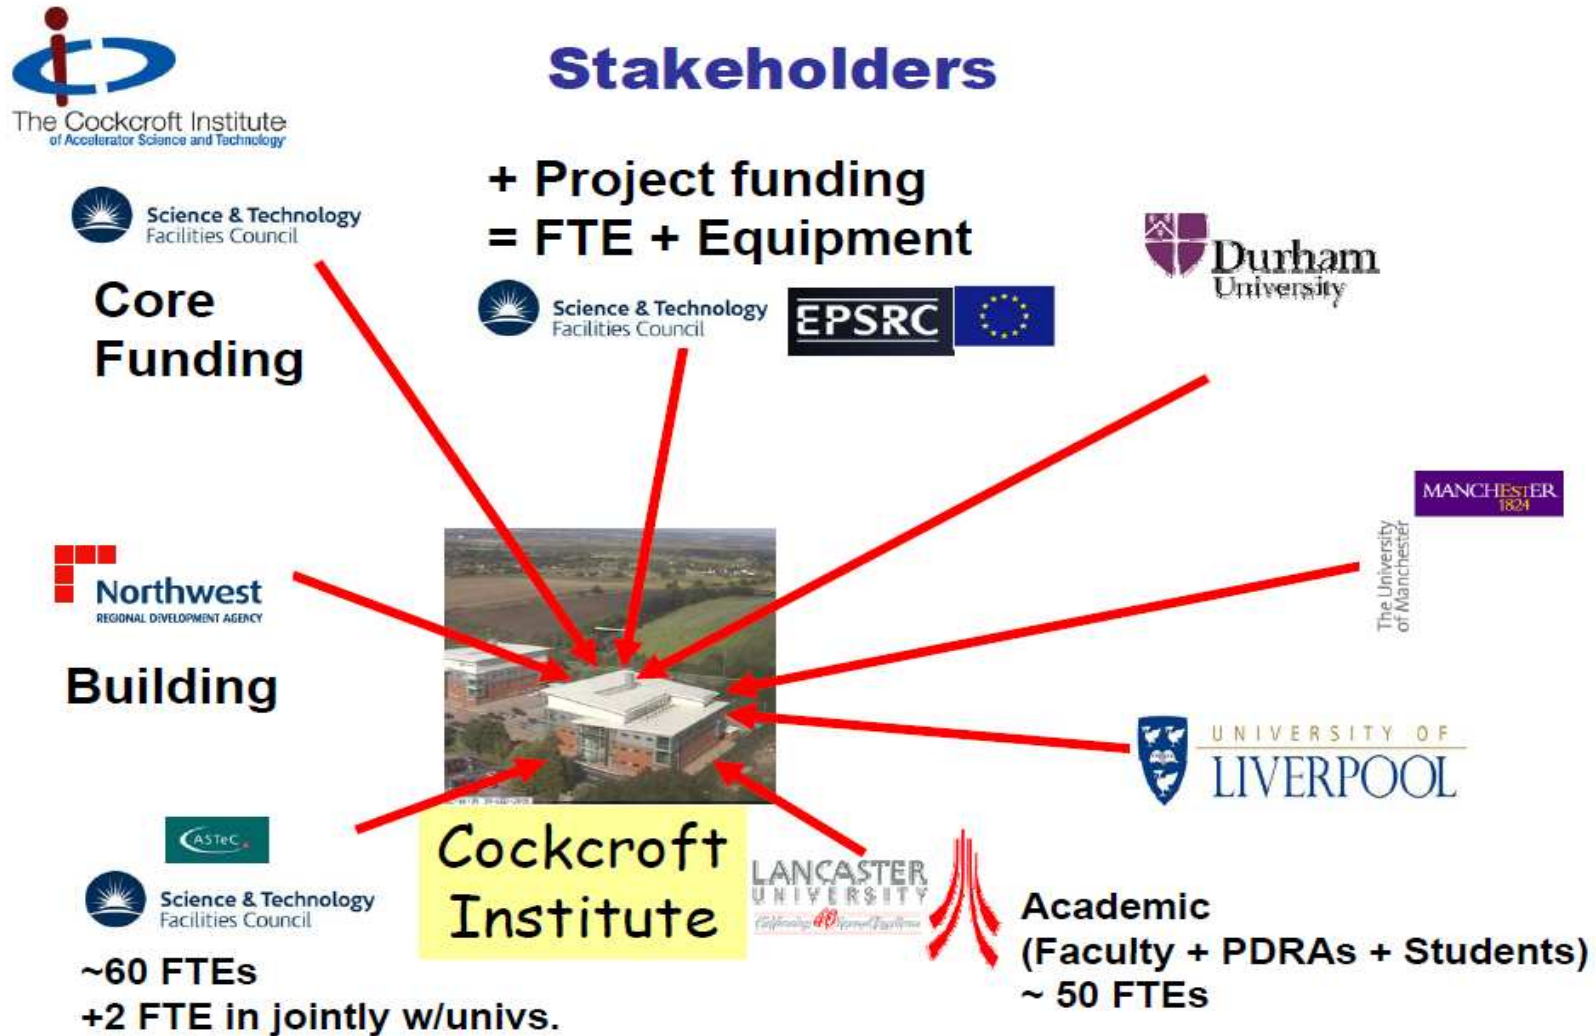 The Cockcroft Institute
of Accelerator Science and Technology
Stakeholders
Science & Technology
Facilities Council
Core
Funding
+ Project funding
= FTE + Equipment
Science & Technology
Facilities Council
EPSRC
Durham
University
MANCHESTER
1824
The University
of Manchester
Northwest
REGIONAL DEVELOPMENT AGENCY
Building
UNIVERSITY OF
LIVERPOOL
ASTeC
Science & Technology
Facilities Council
~60 FTEs
+2 FTE in jointly w/univs.
Cockcroft
Institute
LANCASTER
UNIVERSITY
Academic
(Faculty + PDRAs + Students)
~ 50 FTEs